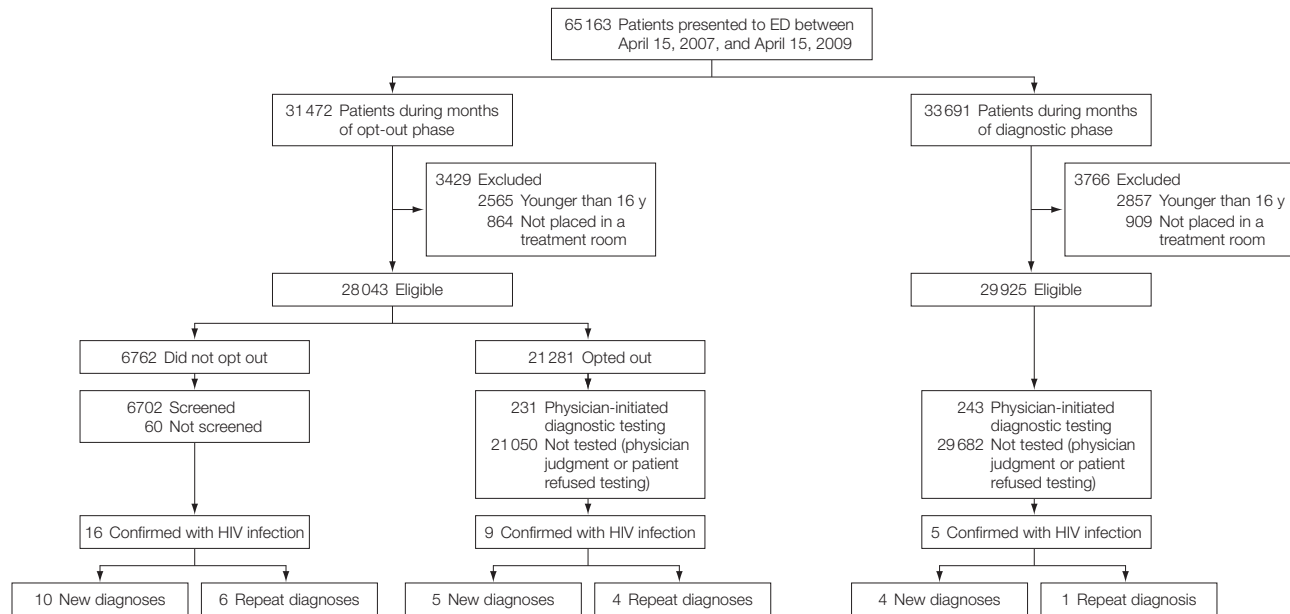 65 163 Patients presented to ED between
April 15, 2007, and April 15, 2009
31 472 Patients during months
of opt-out phase
33 691 Patients during months
of diagnostic phase
3429 Excluded
2565 Younger than 16 y
864 Not placed in a
treatment room
3766 Excluded
2857 Younger than 16 y
909 Not placed in a
treatment room
28 043 Eligible
29 925 Eligible
6762 Did not opt out
21 281 Opted out
6702 Screened
60 Not screened
231 Physician-initiated
diagnostic testing
21 050 Not tested (physician
judgment or patient
refused testing)
243 Physician-initiated
diagnostic testing
29 682 Not tested (physician
judgment or patient
refused testing)
16 Confirmed with HIV infection
9 Confirmed with HIV infection
5 Confirmed with HIV infection
10 New diagnoses
6 Repeat diagnoses
5 New diagnoses
4 Repeat diagnoses
4 New diagnoses
1 Repeat diagnosis